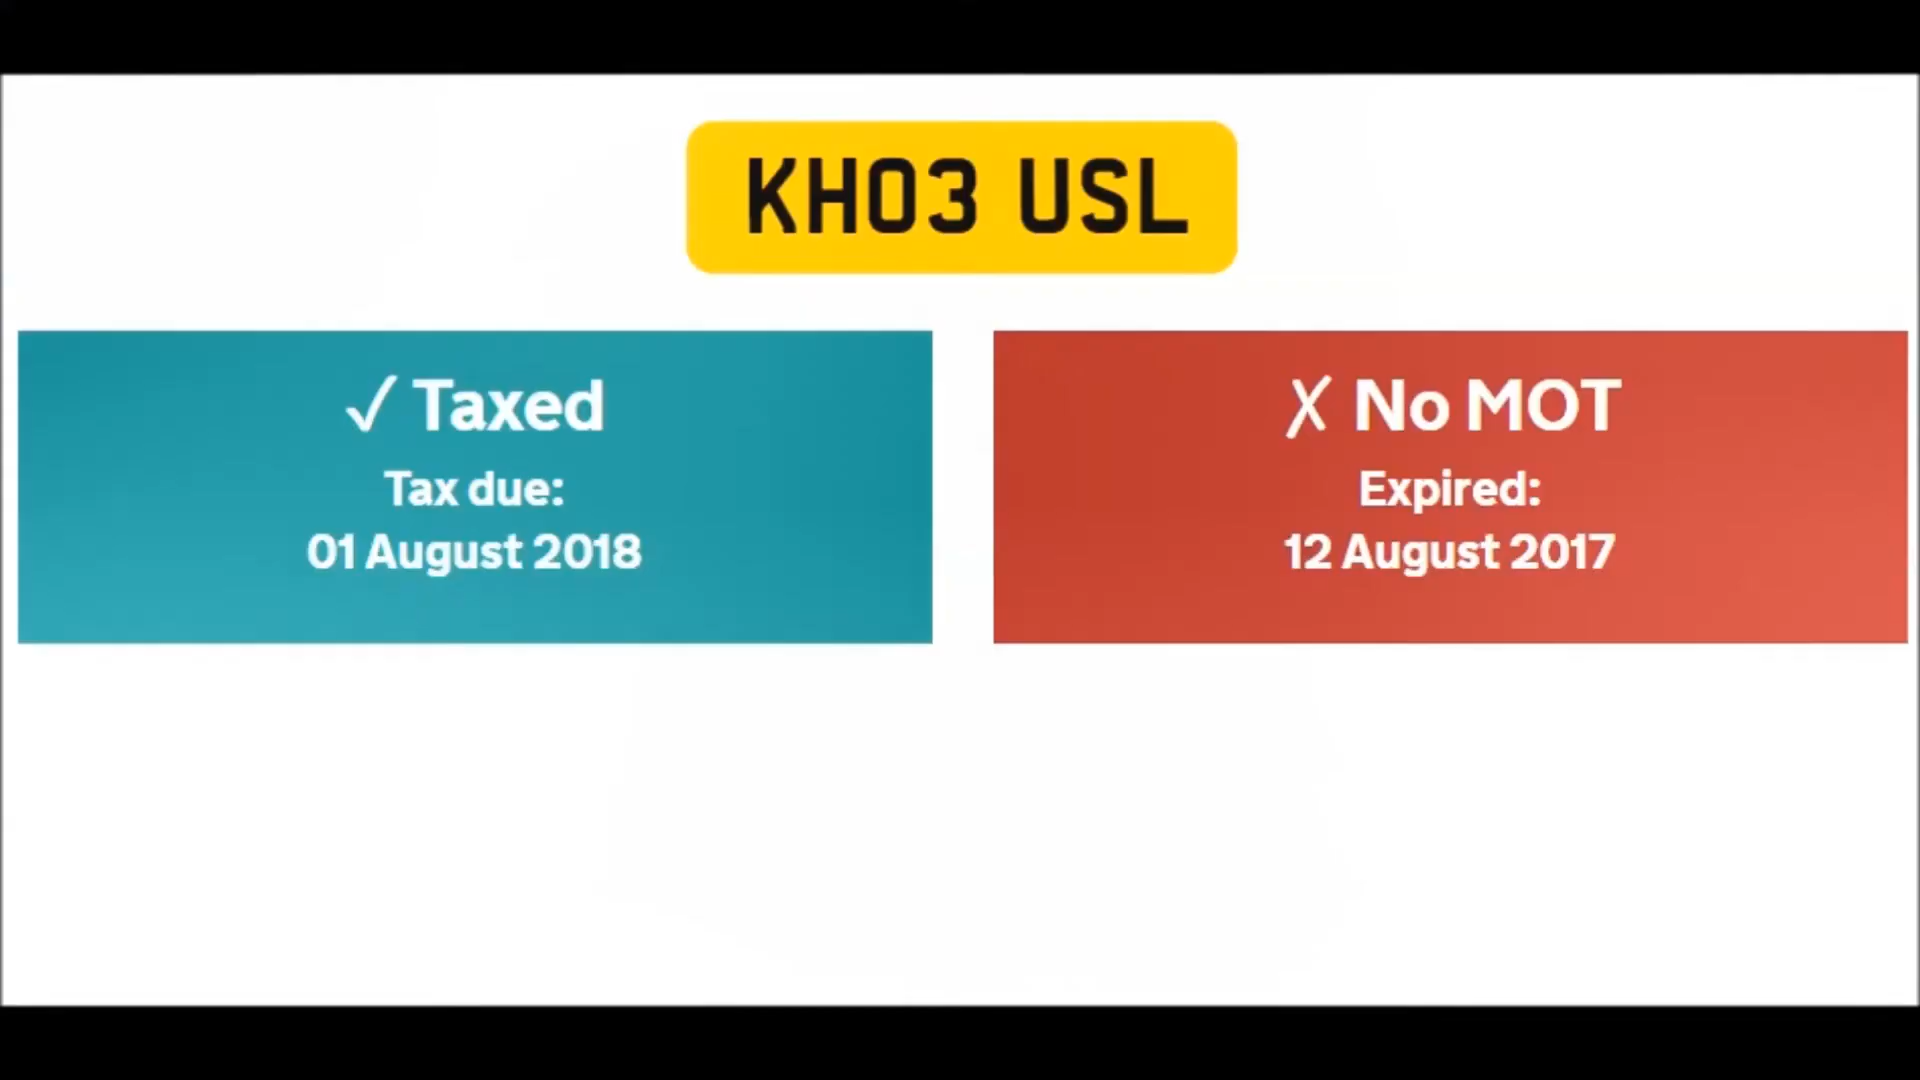 KH03 USL
✓ Taxed
Tax due:
01 August 2018
✗ No MOT
Expired:
12 August 2017